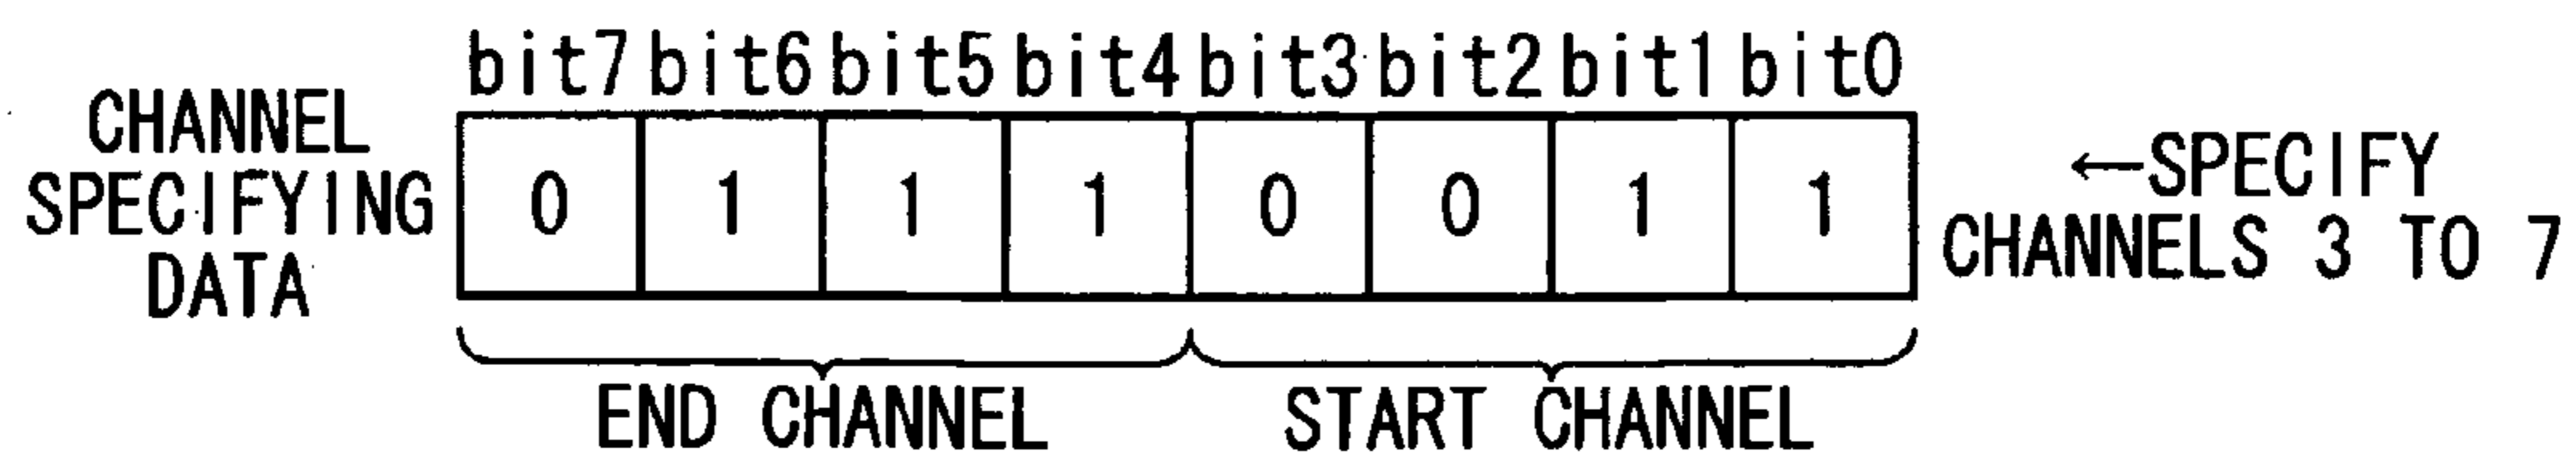 bit7 bit6 bit5 bit4 bit3 bit2 bit1 bit0
CHANNEL
SPECIFYING
DATA
0 1 1 1 0 0 1 1
←SPECIFY
CHANNELS 3 TO 7
END CHANNEL START CHANNEL